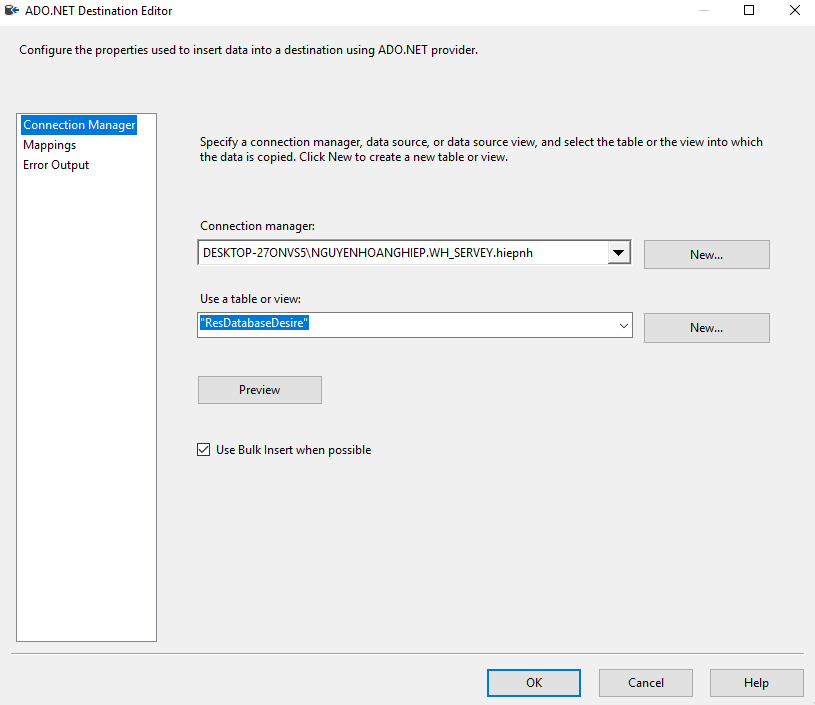 ADO.NET Destination Editor
Configure the properties used to insert data into a destination using ADO.NET provider.
Connection Manager
Mappings
Error Output
Specify a connection manager, data source, or data source view, and select the table or the view into which
the data is copied. Click New to create a new table or view.
Connection manager:
DESKTOP-27ONVS5\NGUYENHOANGHIEP.WH_SERVEY.hiepnh
New...
Use a table or view:
"ResDatabaseDesire"
New...
Preview
Use Bulk Insert when possible
OK
Cancel
Help